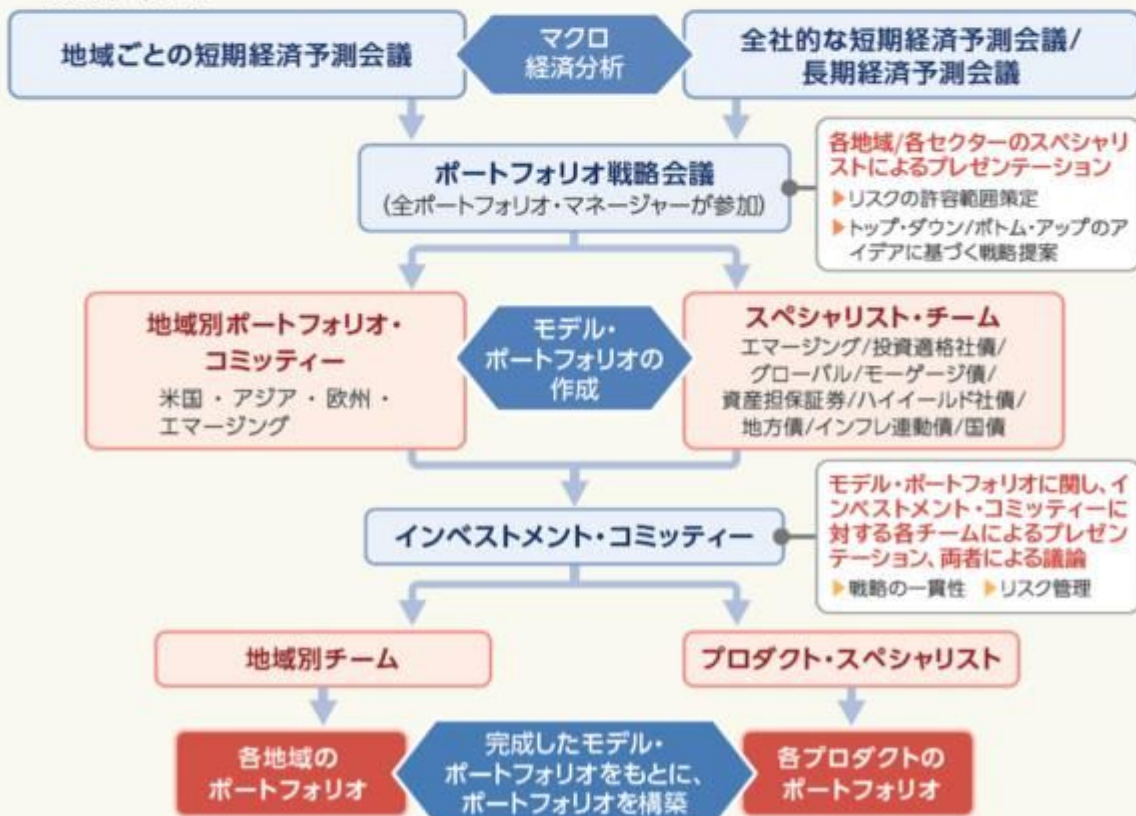 地域ごとの短期経済予測会議
マクロ
経済分析
全社的な短期経済予測会議/
長期経済予測会議
ポートフォリオ戦略会議
(全ポートフォリオ・マネージャーが参加)
各地域/各セクターのスペシャリ
ストによるプレゼンテーション
▶リスクの許容範囲策定
▶トップ・ダウン/ボトム・アップのア
イデアに基づく戦略提案
地域別ポートフォリオ・
コミッティー
米国・アジア・欧州・
エマージング
モデル・
ポートフォリオの
作成
スペシャリスト・チーム
エマージング/投資適格社債/
グローバル/モーゲージ債/
資産担保証券/ハイイールド社債/
地方債/インフレ連動債/国債
インベストメント・コミッティー
モデル・ポートフォリオに関し、イ
ンベストメント・コミッティーに
対する各チームによるプレゼン
テーション、両者による議論
▶戦略の一貫性 ▶リスク管理
地域別チーム
プロダクト・スペシャリスト
各地域の
ポートフォリオ
完成したモデル・
ポートフォリオをもとに、
ポートフォリオを構築
各プロダクトの
ポートフォリオ